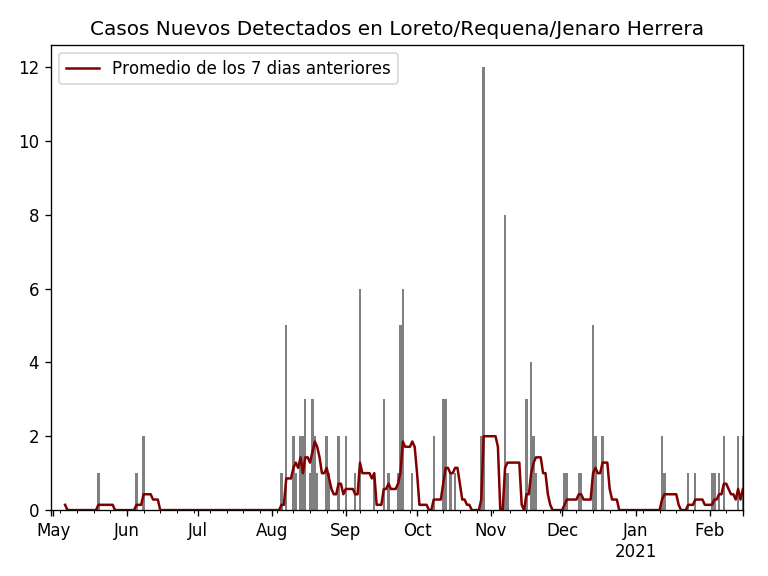 Casos Nuevos Detectados en Loreto/Requena/Jenaro Herrera
Promedio de los 7 dias anteriores
12
10
8
6
4
2
0
May Jun Jul Aug Sep Oct Nov Dec Jan Feb
2021